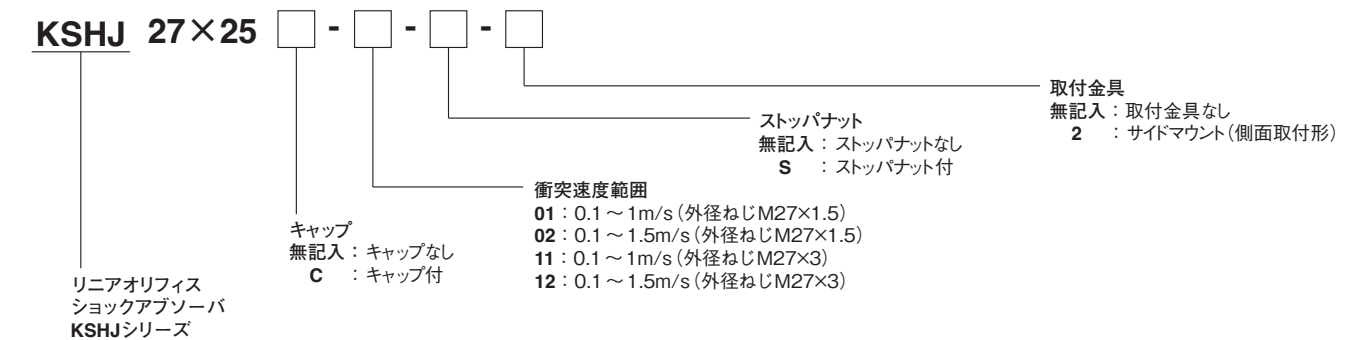 KSHJ 27×25 □ - □ - □ - □
取付金具
無記入：取付金具なし
2 ：サイドマウント（側面取付形）
ストッパナット
無記入：ストッパナットなし
S ：ストッパナット付
衝突速度範囲
01：0.1～1m/s（外径ねじM27×1.5）
02：0.1～1.5m/s（外径ねじM27×1.5）
11：0.1～1m/s（外径ねじM27×3）
12：0.1～1.5m/s（外径ねじM27×3）
キャップ
無記入：キャップなし
C ：キャップ付
リニアオリフィス
ショックアブソーバ
KSHJシリーズ